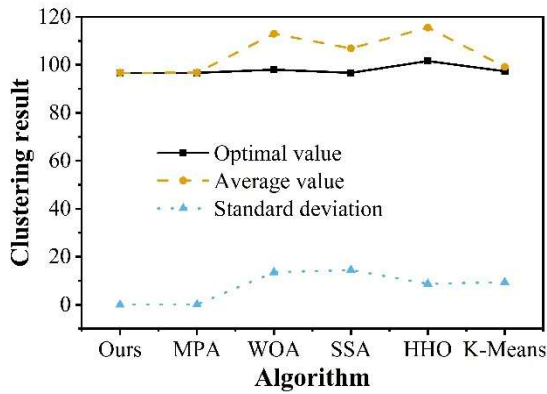 120
100
80
60
40
20
0
Clustering result
Optimal value
Average value
Standard deviation
Ours MPA WOA SSA HHO K-Means
Algorithm